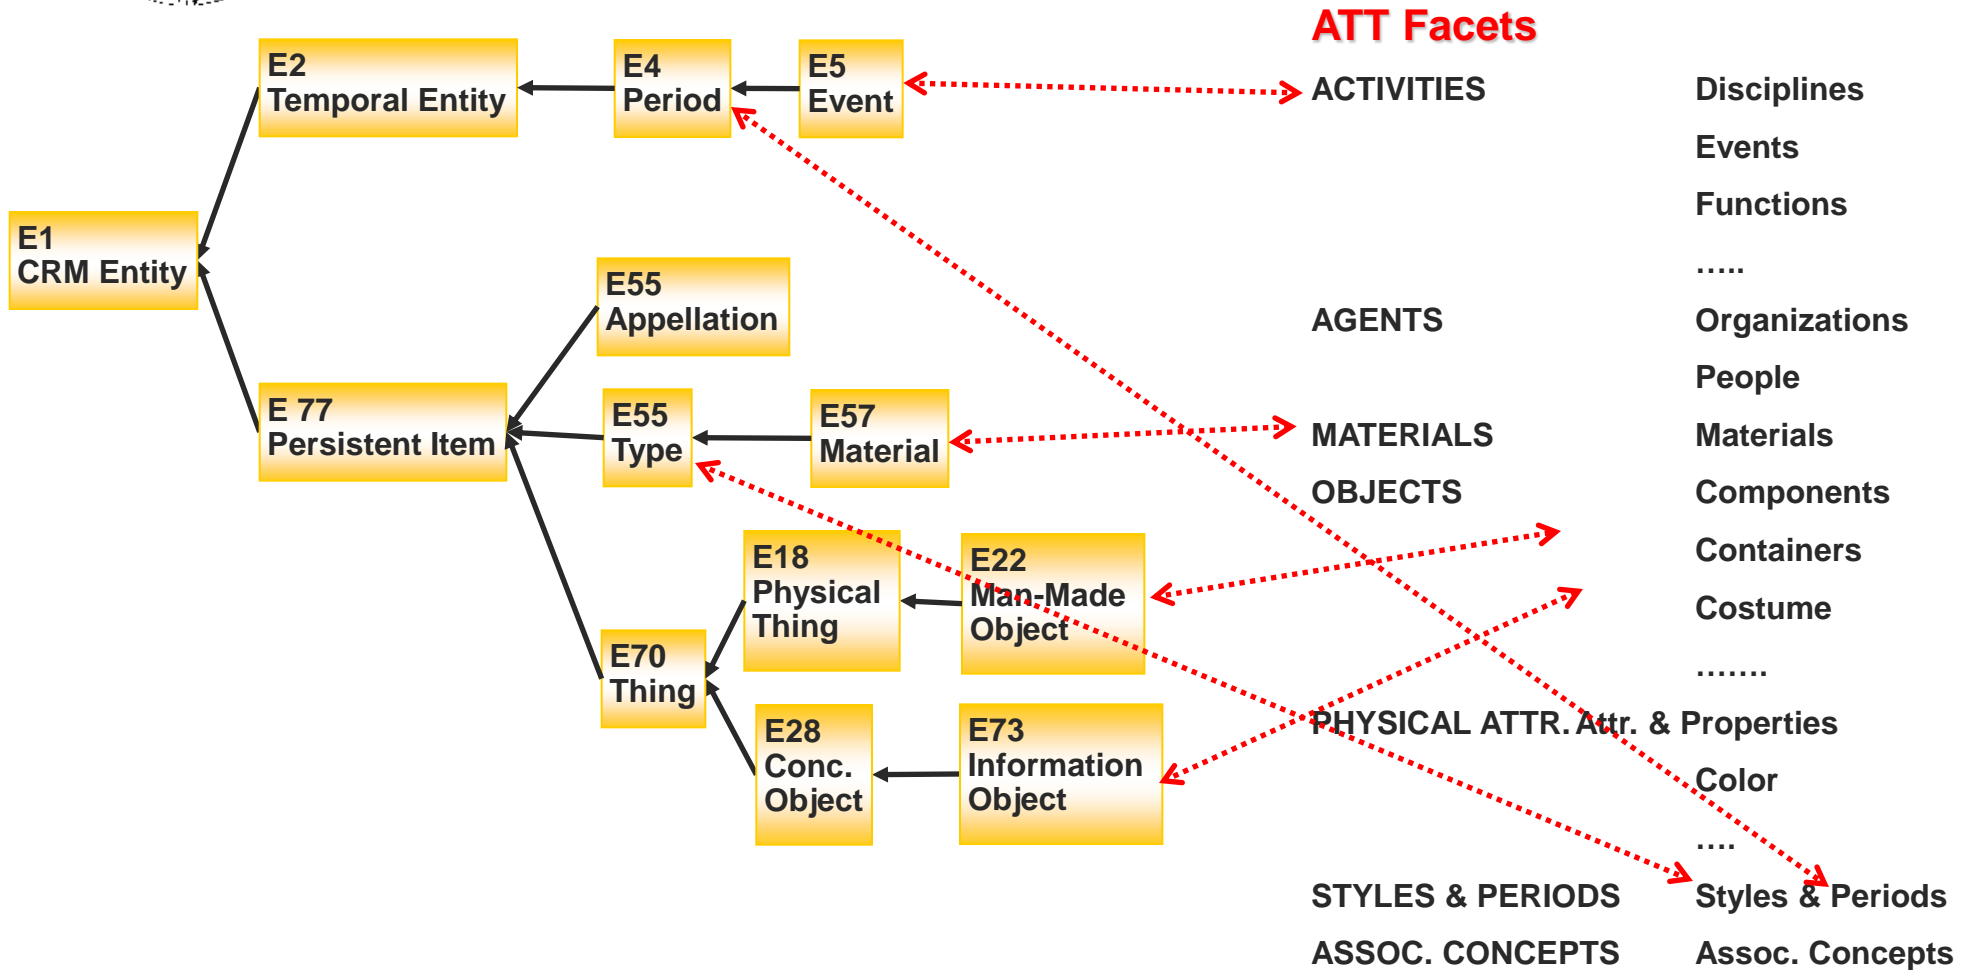 ATT Facets
E2
Temporal Entity
E4
Period
E5
Event
ACTIVITIES
Disciplines
Events
Functions
…..
E1
CRM Entity
E55
Appellation
AGENTS
Organizations
People
E 77
Persistent Item
E55
Type
E57
Material
MATERIALS
Materials
OBJECTS
Components
Containers
Costume
…….
E18
Physical
Thing
E22
Man-Made
Object
E70
Thing
E28
Conc.
Object
E73
Information
Object
PHYSICAL ATTR. Attr. & Properties
Color
….
STYLES & PERIODS
Styles & Periods
ASSOC. CONCEPTS
Assoc. Concepts